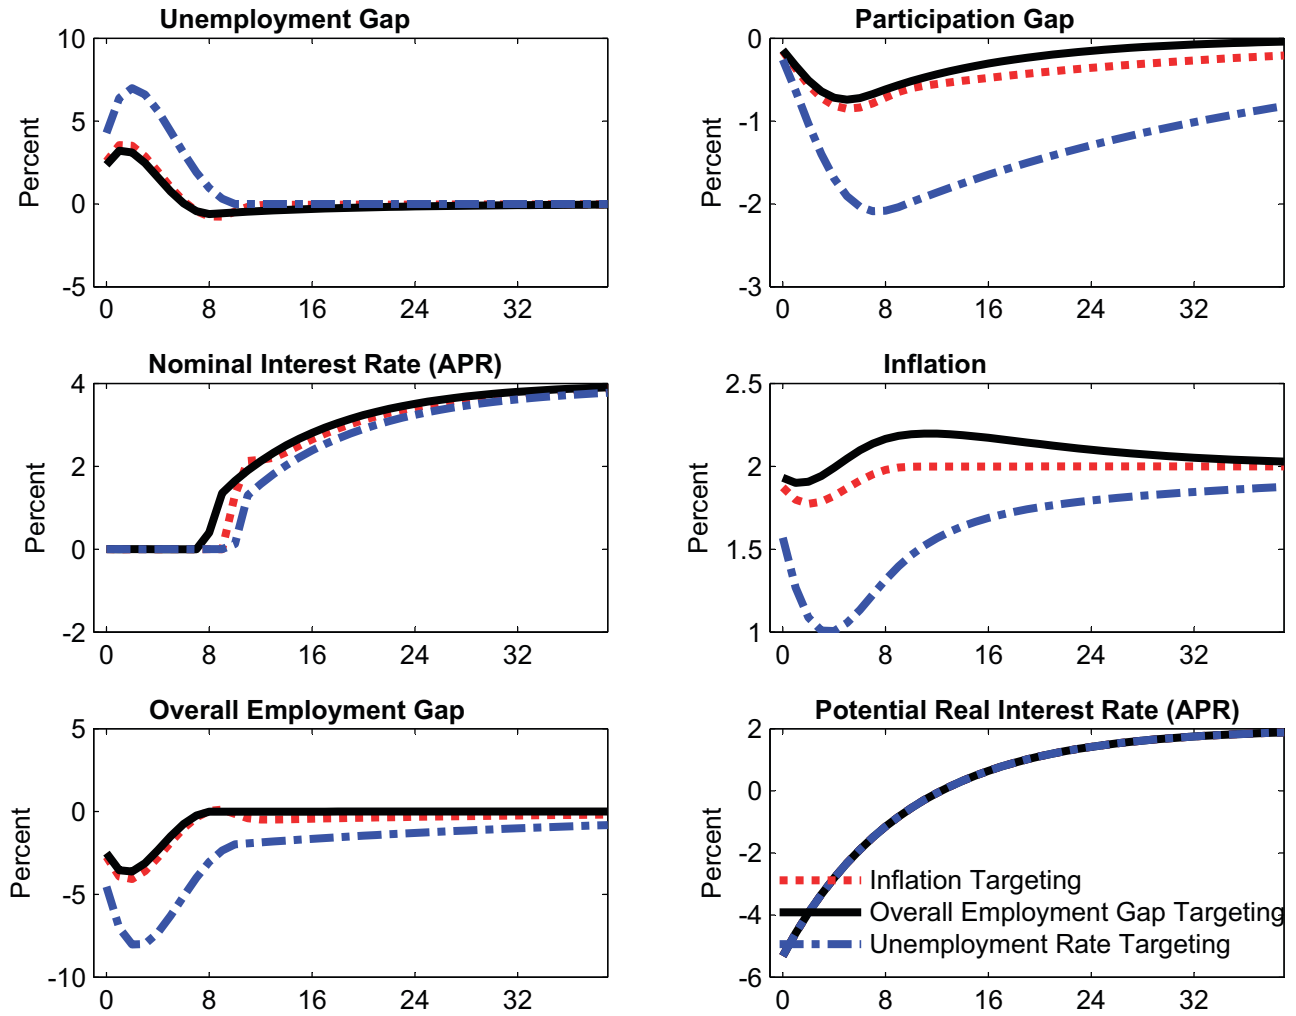 Unemployment Gap
10
5
0
-5
Percent
0 8 16 24 32
Participation Gap
0
-1
-2
-3
Percent
0 8 16 24 32
Nominal Interest Rate (APR)
4
2
0
-2
Percent
0 8 16 24 32
Inflation
2.5
2
1.5
1
Percent
0 8 16 24 32
Overall Employment Gap
5
0
-5
-10
Percent
0 8 16 24 32
Potential Real Interest Rate (APR)
2
0
-2
-4
-6
Percent
Inflation Targeting
Overall Employment Gap Targeting
Unemployment Rate Targeting
0 8 16 24 32